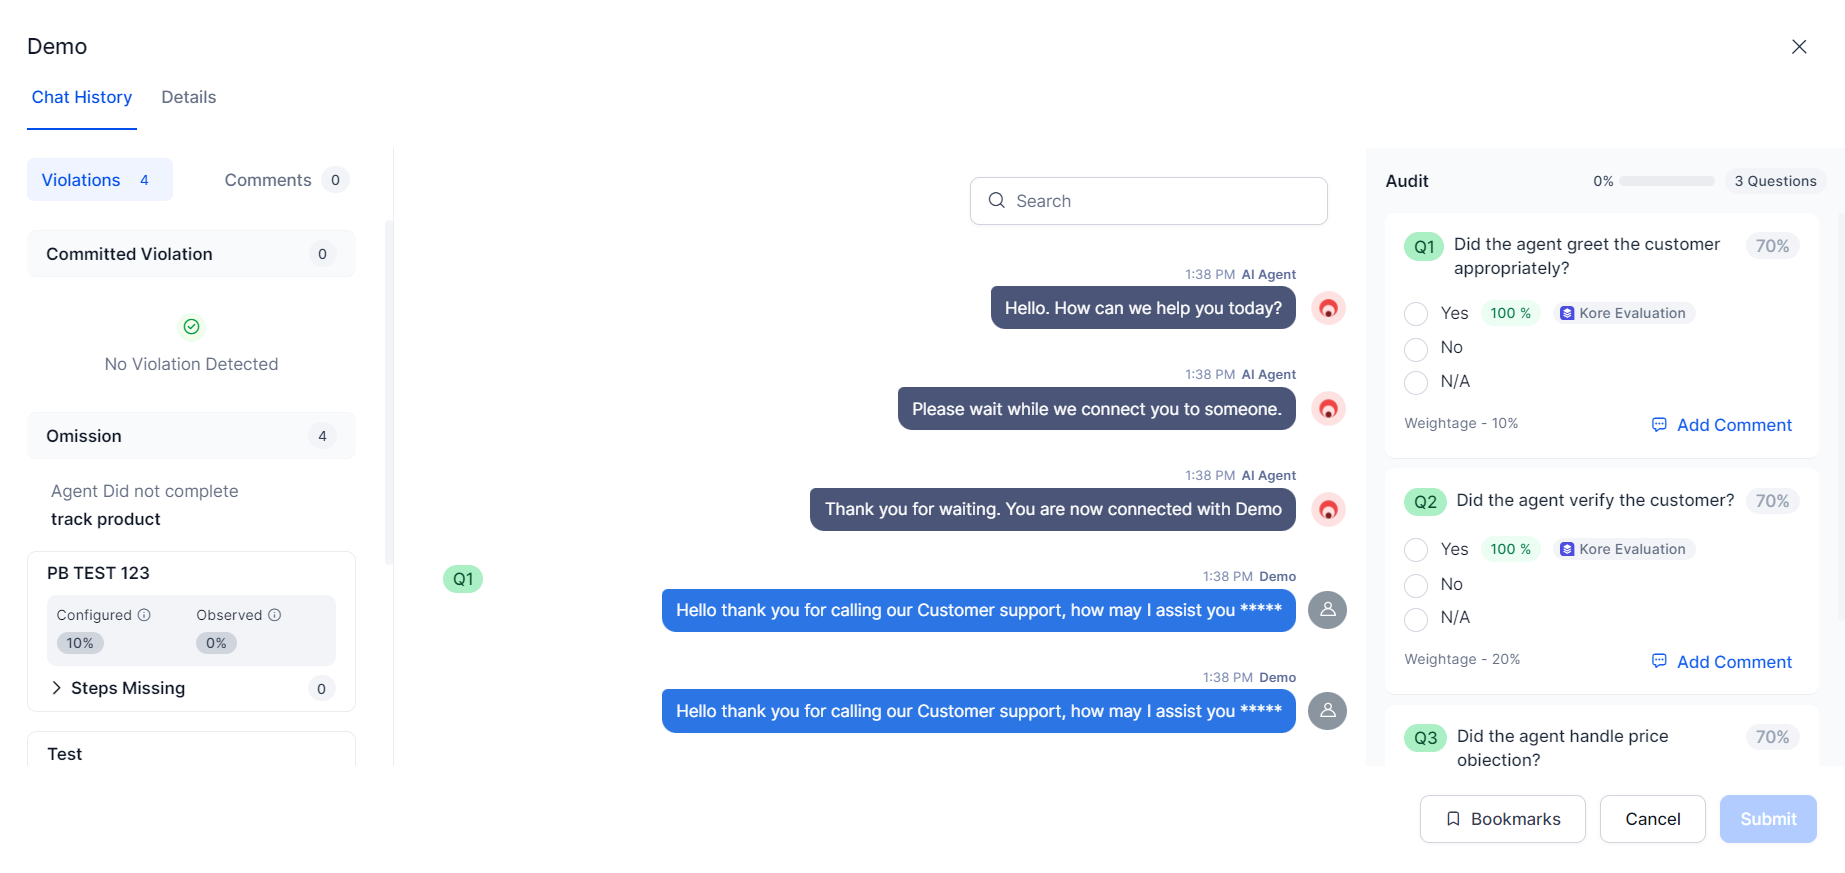 Demo
Chat History
Details
Violations 4
Comments 0
Committed Violation 0
No Violation Detected
Omission 4
Agent Did not complete
track product
PB TEST 123
Configured
Observed
10%
0%
Steps Missing 0
Test
Search
1:38 PM AI Agent
Hello. How can we help you today?
1:38 PM AI Agent
Please wait while we connect you to someone.
1:38 PM AI Agent
Thank you for waiting. You are now connected with Demo
Q1
1:38 PM Demo
Hello thank you for calling our Customer support, how may I assist you *****
1:38 PM Demo
Hello thank you for calling our Customer support, how may I assist you *****
Audit
0%
3 Questions
Q1 Did the agent greet the customer 70%
appropriately?
Yes 100 % Kore Evaluation
No
N/A
Weightage - 10%
Add Comment
Q2 Did the agent verify the customer? 70%
Yes 100 % Kore Evaluation
No
N/A
Weightage - 20%
Add Comment
Q3 Did the agent handle price 70%
objection?
Bookmarks
Cancel
Submit